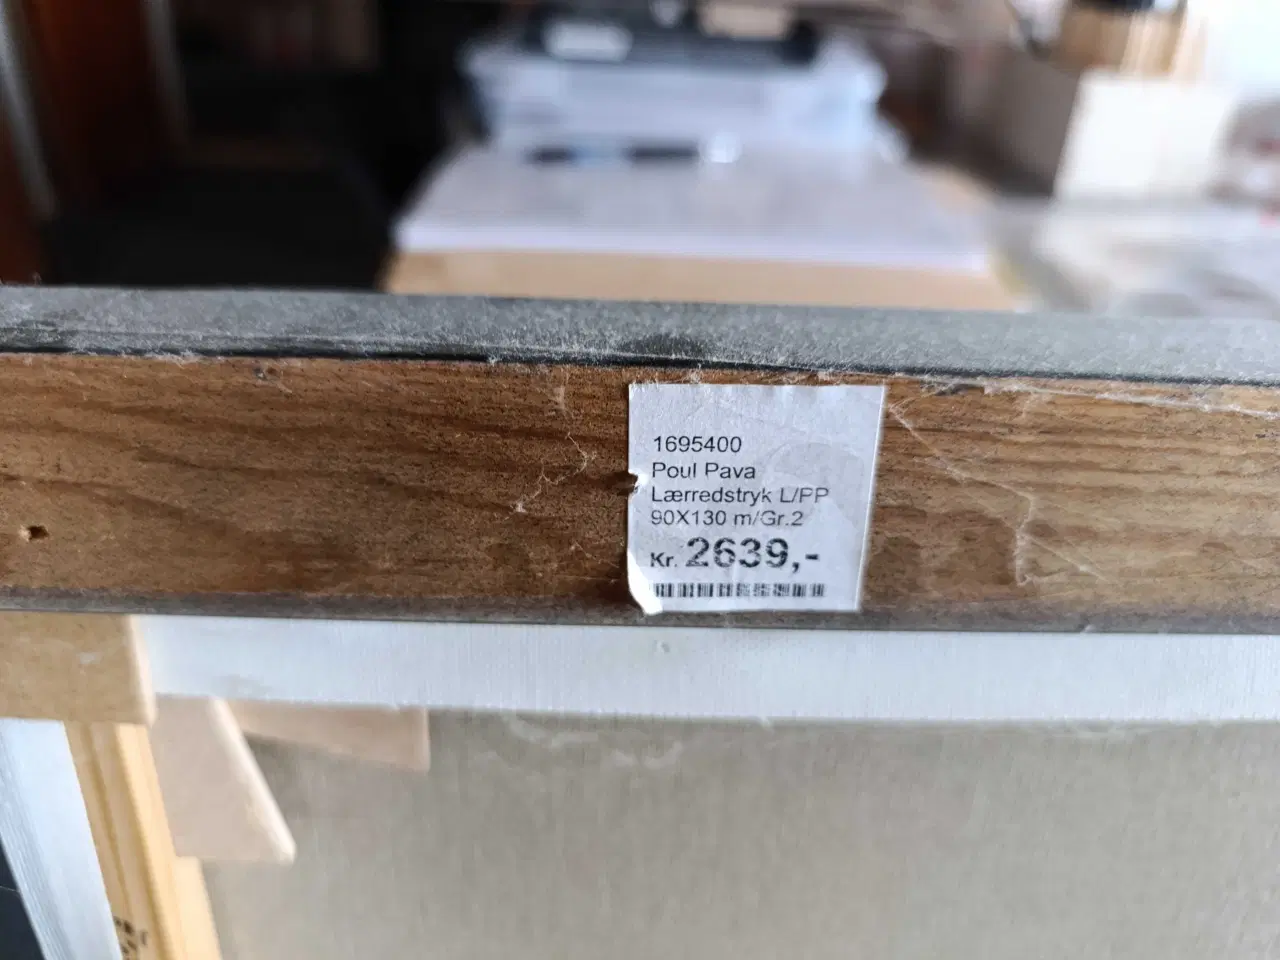 1695400
Poul Pava
Lærredstryk L/PP
90X130 m/Gr.2
Kr. 2639,-